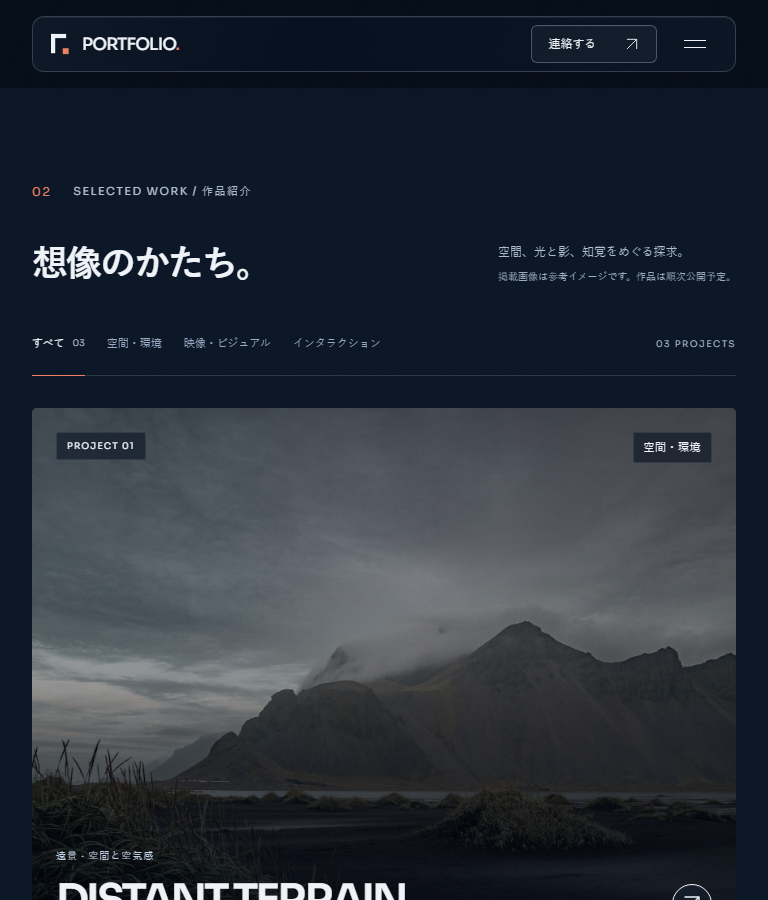 PORTFOLIO.
連絡する
02 SELECTED WORK / 作品紹介
想像のかたち。
空間、光と影、知覚をめぐる探求。
掲載画像は参考イメージです。作品は順次公開予定。
すべて 03 空間・環境 映像・ビジュアル インタラクション
03 PROJECTS
PROJECT 01
空間・環境
遠景・空間と空気感
DISTANT TERRAIN